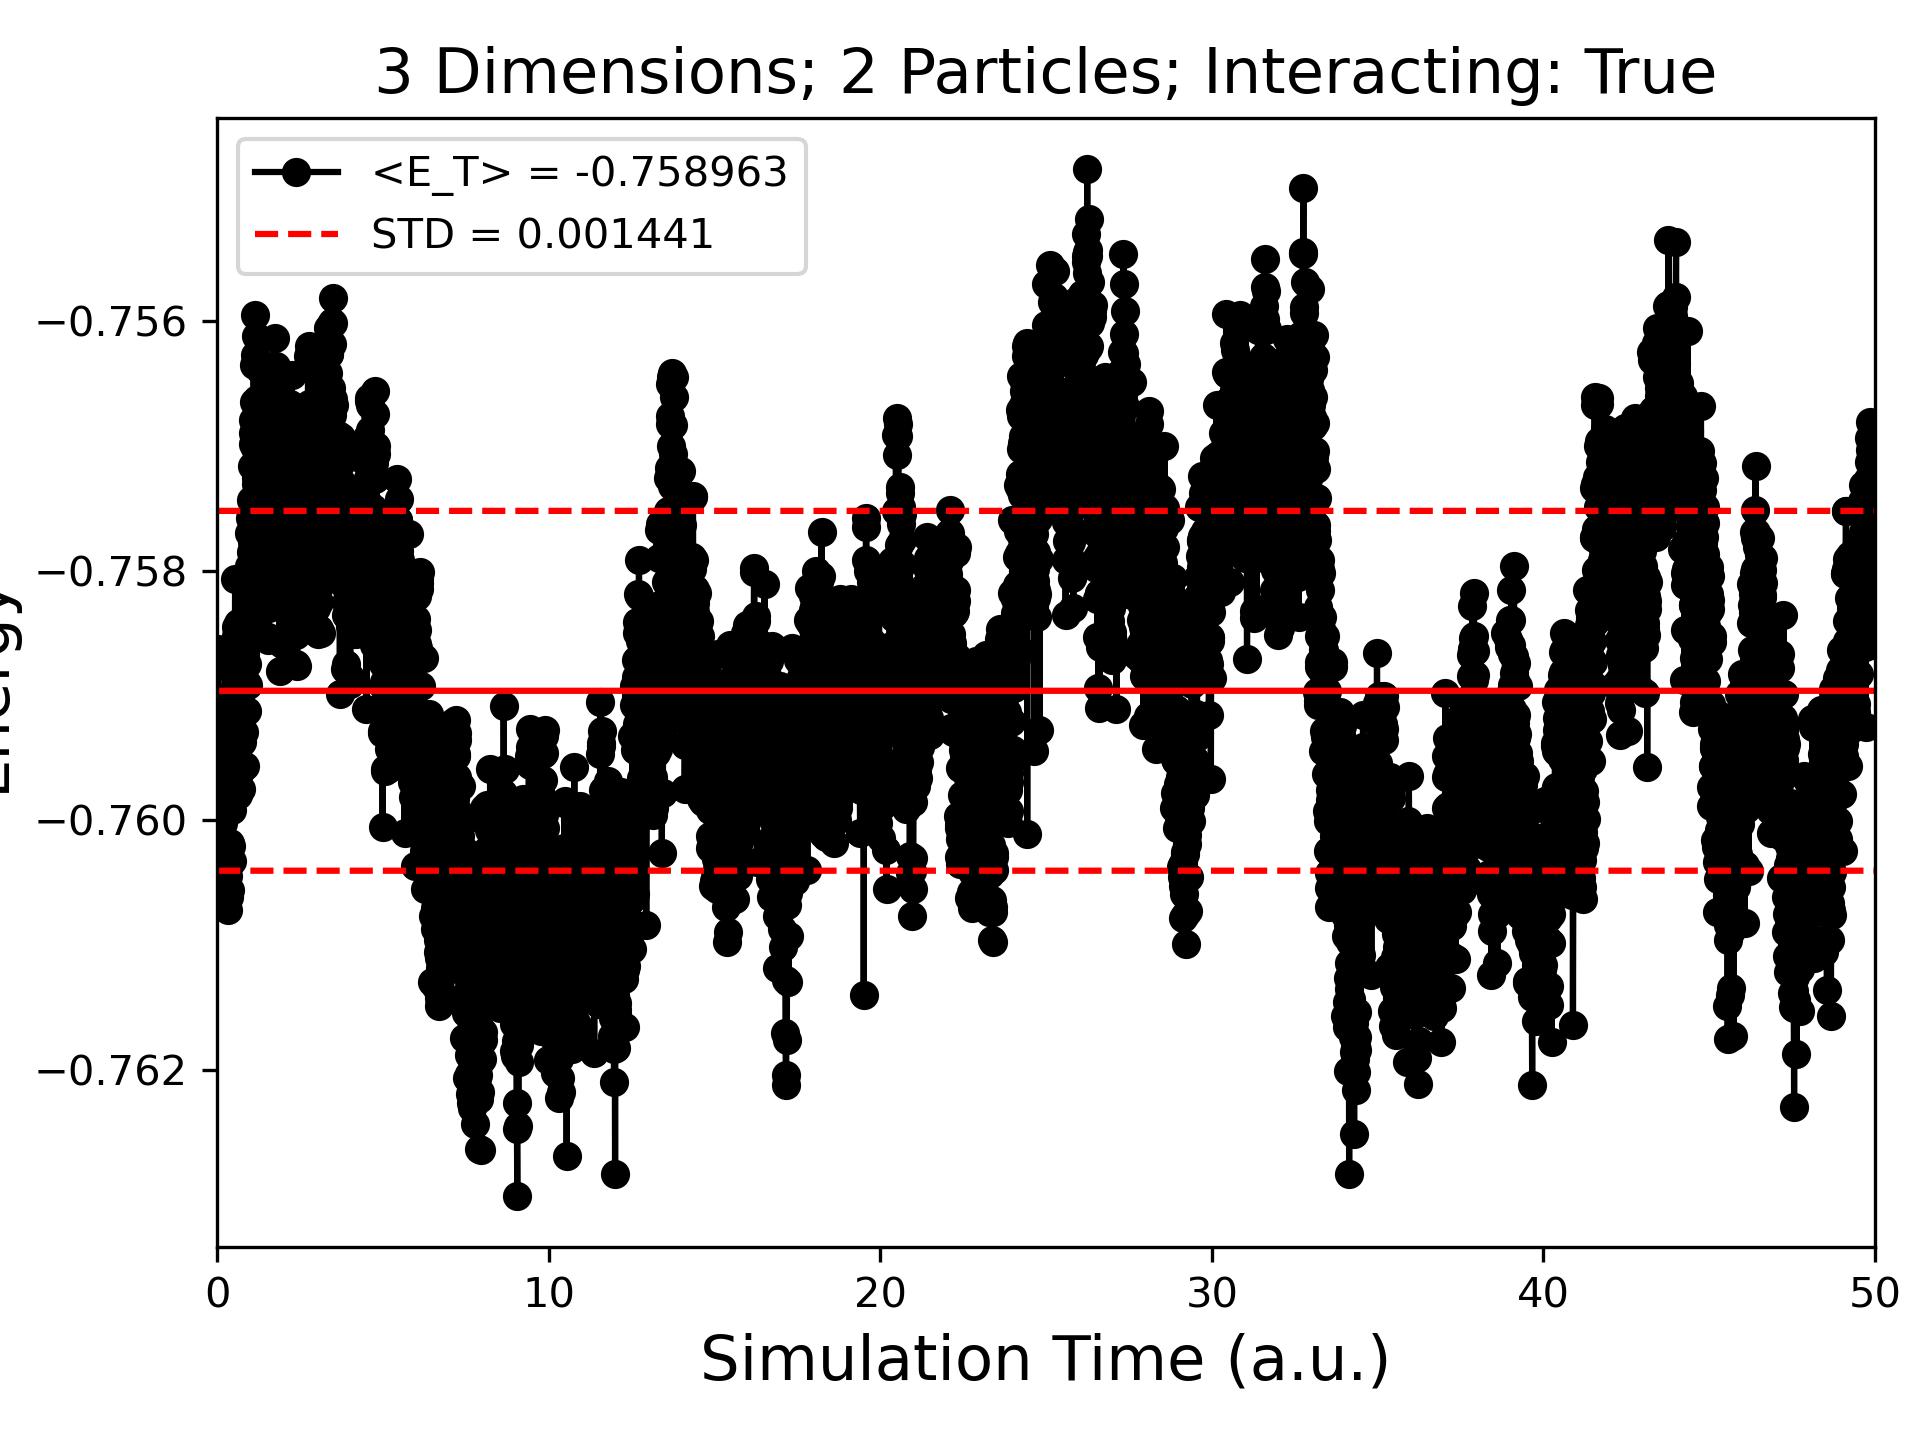 3 Dimensions; 2 Particles; Interacting: True
<E_T> = -0.758963
STD = 0.001441
Energy
−0.756
−0.758
−0.760
−0.762
0 10 20 30 40 50
Simulation Time (a.u.)